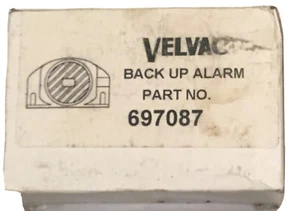 VELVAC
BACK UP ALARM
PART NO.
697087